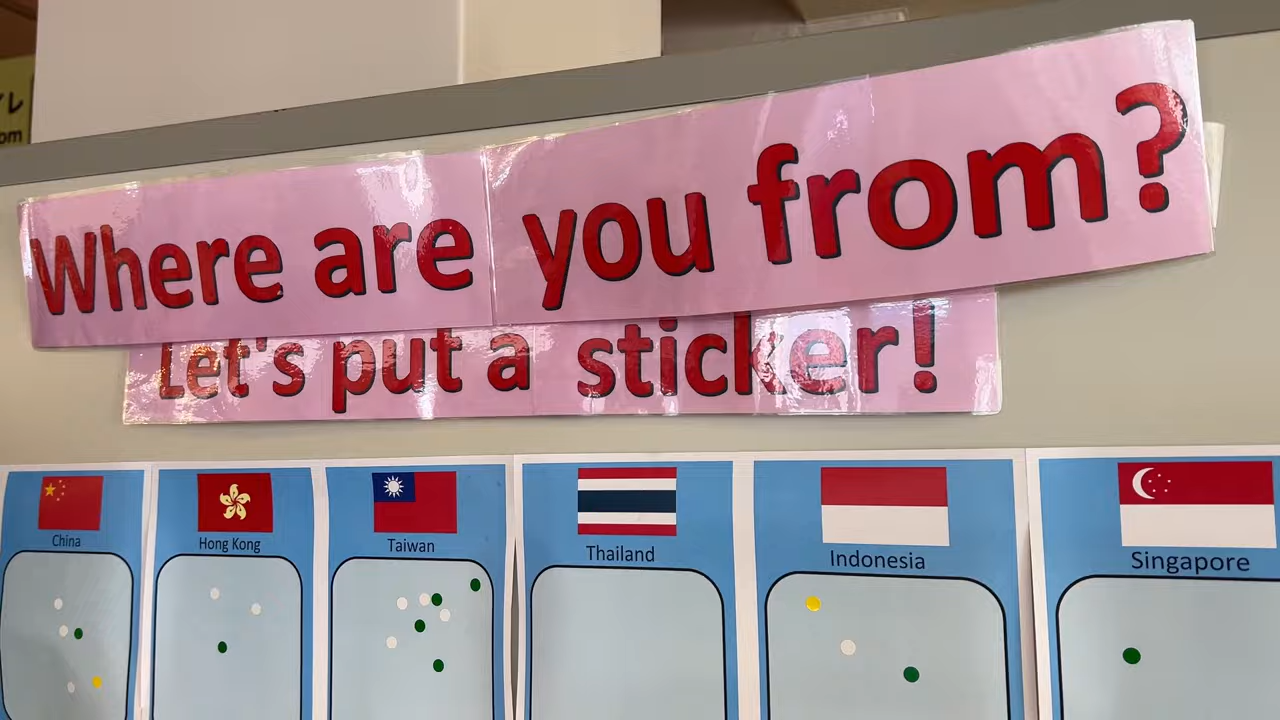 Where are you from?
Let's put a sticker!
China
Hong Kong
Taiwan
Thailand
Indonesia
Singapore